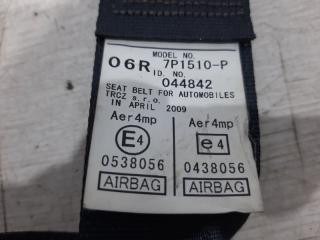 MODEL NO.
06R 7P1510-P
ID. NO.
044842
SEAT BELT FOR AUTOMOBILES
TRCZ s.r.o.
IN APRIL 2009
Aer4mp Aer4mp
E4 e4
0538056 0438056
AIRBAG AIRBAG